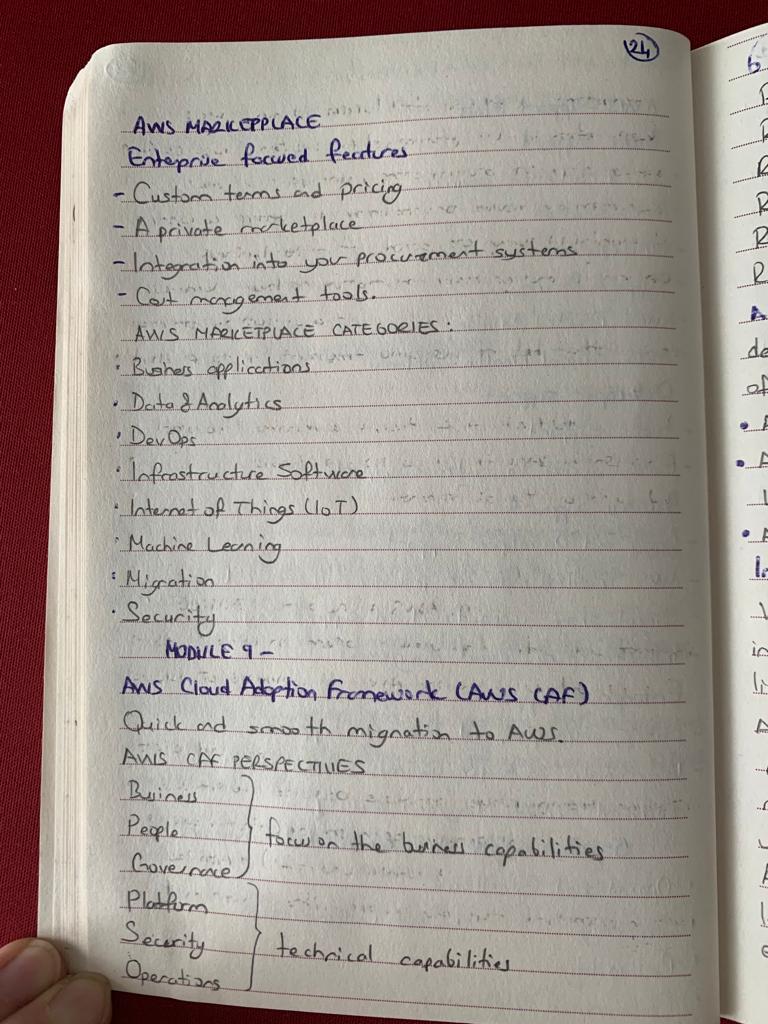 24
AWS MARKETPLACE
Enteprise focused features
- Custom terms and pricing
- A private marketplace
- Integration into your procurement systems
- Cost management tools.
AWS MARKETPLACE CATEGORIES:
· Business applications
· Data & Analytics
· DevOps
· Infrastructure Software
· Internet of Things (IoT)
· Machine Learning
· Migration
· Security
MODULE 9 -
AWS Cloud Adoption Framework (AWS CAF)
Quick and smooth migration to AWS.
AWS CAF PERSPECTIVES
Business
People
Governance
focus on the business capabilities
Platform
Security
Operations
technical capabilities